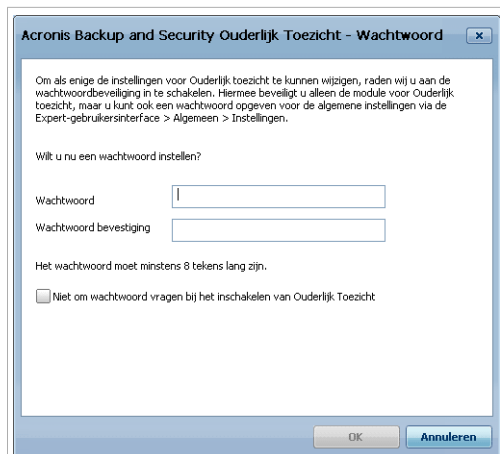 Acronis Backup and Security Ouderlijk Toezicht - Wachtwoord
Om als enige de instellingen voor Ouderlijk toezicht te kunnen wijzigen, raden wij u aan de
wachtwoordbeveiliging in te schakelen. Hiermee beveiligt u alleen de module voor Ouderlijk
toezicht, maar u kunt ook een wachtwoord opgeven voor de algemene instellingen via de
Expert-gebruikersinterface > Algemeen > Instellingen.
Wilt u nu een wachtwoord instellen?
Wachtwoord
Wachtwoord bevestiging
Het wachtwoord moet minstens 8 tekens lang zijn.
Niet om wachtwoord vragen bij het inschakelen van Ouderlijk Toezicht
OK Annuleren